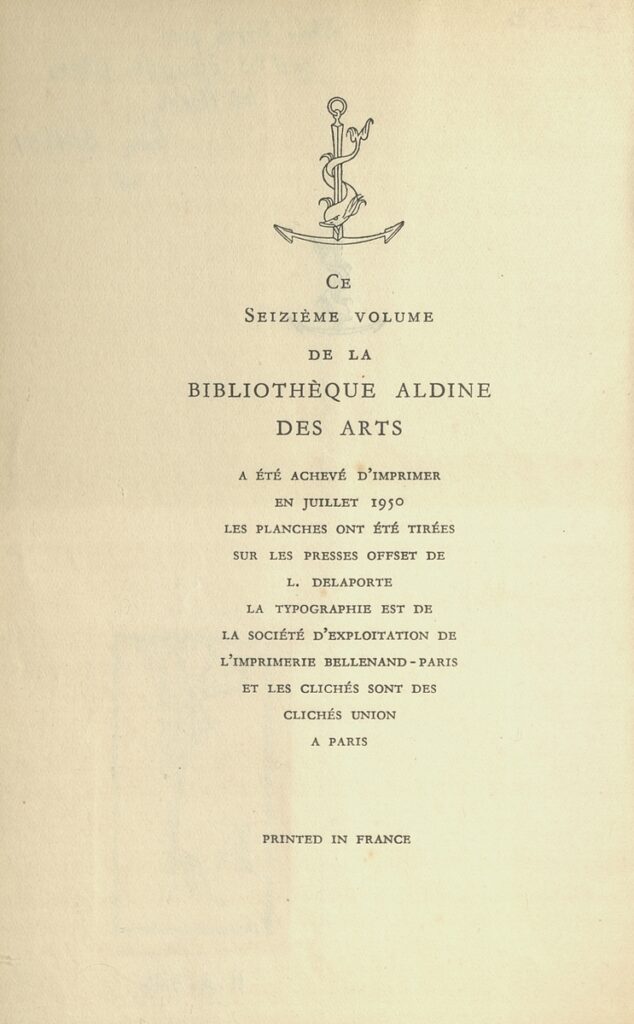 Ce
Seizième volume
de la
BIBLIOTHÈQUE ALDINE
DES ARTS
A ÉTÉ ACHEVÉ D'IMPRIMER
EN JUILLET 1950
LES PLANCHES ONT ÉTÉ TIRÉES
SUR LES PRESSES OFFSET DE
L. DELAPORTE
LA TYPOGRAPHIE EST DE
LA SOCIÉTÉ D'EXPLOITATION DE
L'IMPRIMERIE BELLENAND-PARIS
ET LES CLICHÉS SONT DES
CLICHÉS UNION
A PARIS
PRINTED IN FRANCE